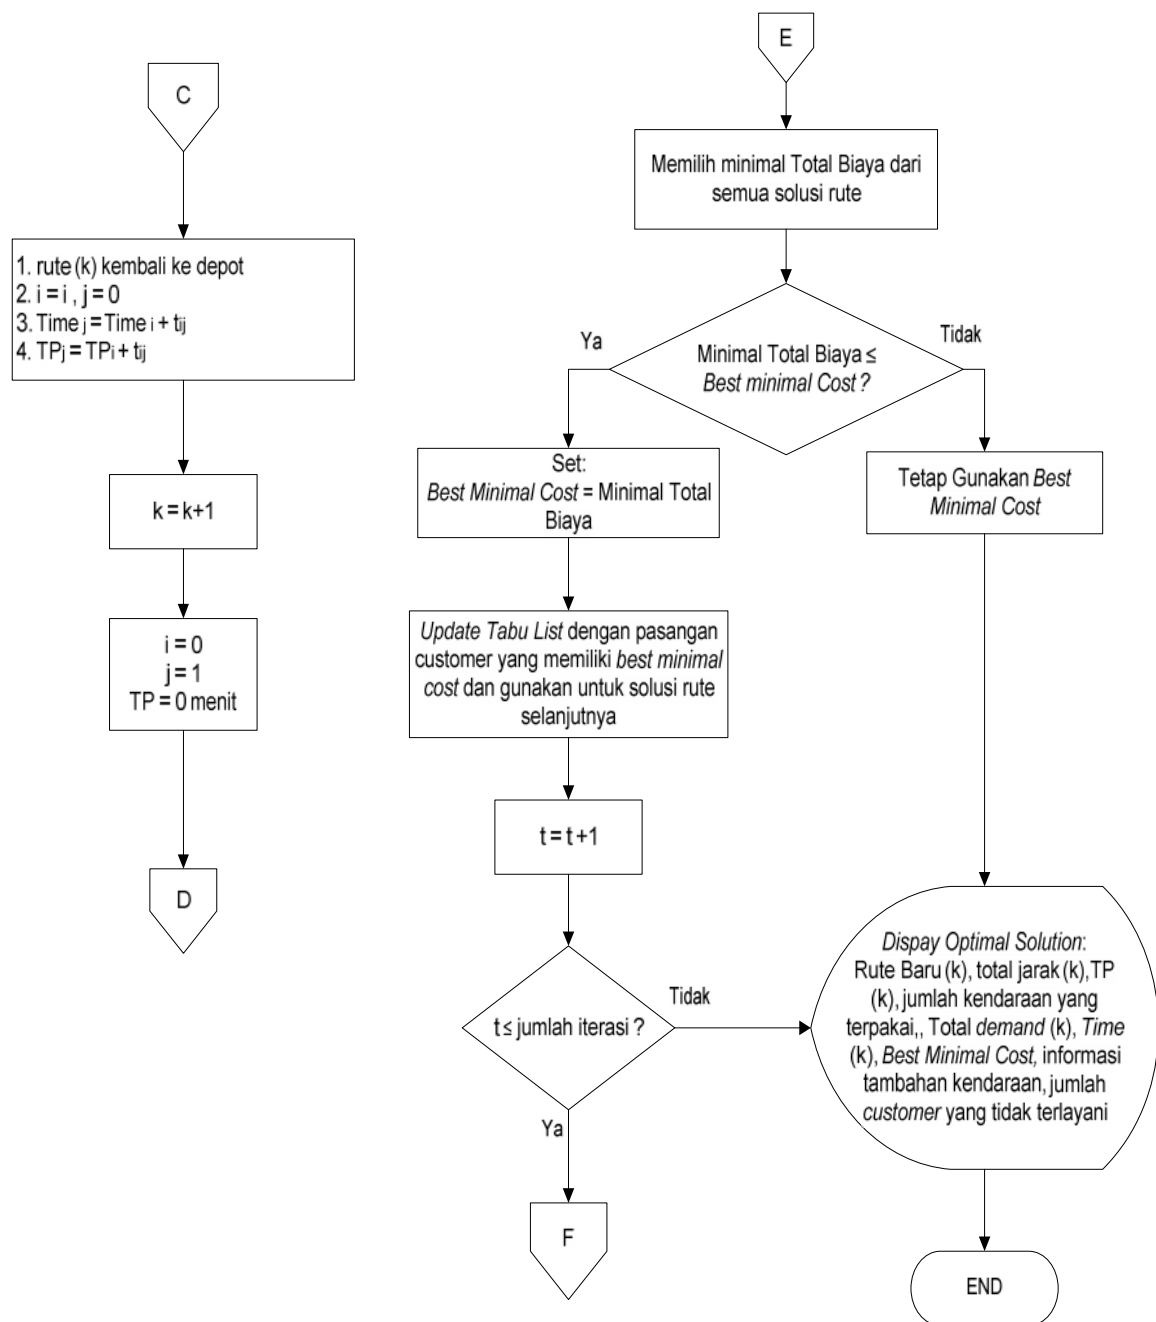 C
1. rute (k) kembali ke depot
2. i = i , j = 0
3. Time j = Time i + tij
4. TPj = TPi + tij
k = k+1
i = 0
j = 1
TP = 0 menit
D
E
Memilih minimal Total Biaya dari
semua solusi rute
Minimal Total Biaya ≤
Best minimal Cost ?
Ya
Tidak
Set:
Best Minimal Cost = Minimal Total
Biaya
Tetap Gunakan Best
Minimal Cost
Update Tabu List dengan pasangan
customer yang memiliki best minimal
cost dan gunakan untuk solusi rute
selanjutnya
t = t +1
t ≤ jumlah iterasi ?
Tidak
Ya
F
Dispay Optimal Solution:
Rute Baru (k), total jarak (k),TP
(k), jumlah kendaraan yang
terpakai,, Total demand (k), Time
(k), Best Minimal Cost, informasi
tambahan kendaraan, jumlah
customer yang tidak terlayani
END